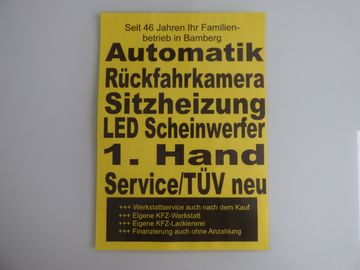 Seit 46 Jahren Ihr Familien-
betrieb in Bamberg
Automatik
Rückfahrkamera
Sitzheizung
LED Scheinwerfer
1. Hand
Service/TÜV neu
+++ Werkstattservice auch nach dem Kauf
+++ Eigene KFZ-Werkstatt
+++ Eigene KFZ-Lackiererei
+++ Finanzierung auch ohne Anzahlung